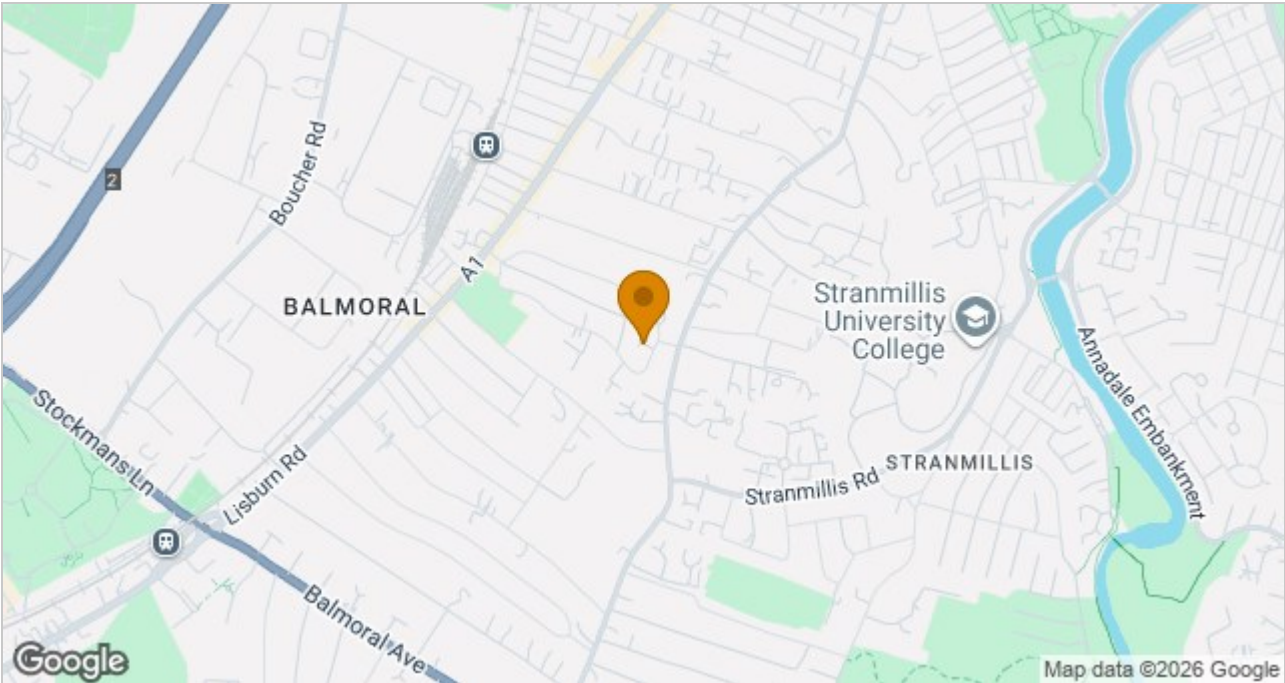 2
Boucher Rd
A1
BALMORAL
Stranmillis
University
College
Annadale Embankment
Stockmans Ln
Lisburn Rd
STRANMILLIS
Stranmillis Rd
Balmoral Ave
Google
Map data ©2026 Google